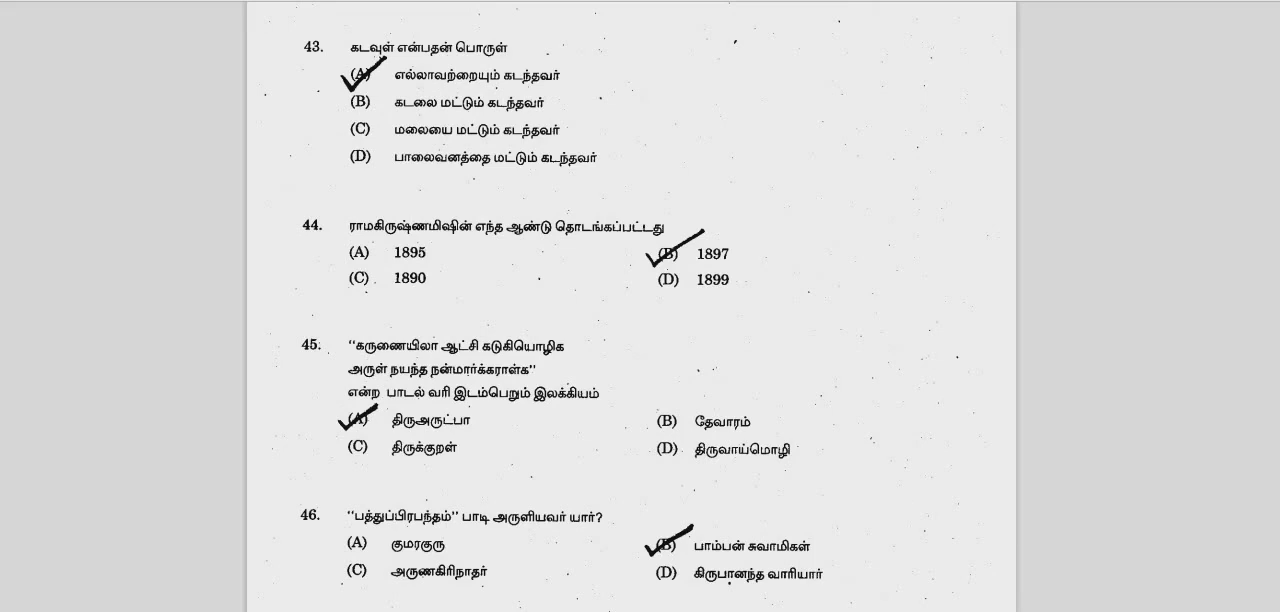 43. கடவுள் என்பதன் பொருள்
(A) எல்லாவற்றையும் கடந்தவர்
(B) கடலை மட்டும் கடந்தவர்
(C) மலையை மட்டும் கடந்தவர்
(D) பாலைவனத்தை மட்டும் கடந்தவர்
44. ராமகிருஷ்ணமிஷின் எந்த ஆண்டு தொடங்கப்பட்டது
(A) 1895 (B) 1897
(C) 1890 (D) 1899
45. “கருணையிலா ஆட்சி கடுகியொழிக
அருள் நயந்த நன்மார்க்கராள்க”
என்ற பாடல் வரி இடம்பெறும் இலக்கியம்
(A) திருஅருட்பா (B) தேவாரம்
(C) திருக்குறள் (D) திருவாய்மொழி
46. “பத்துப்பிரபந்தம்” பாடி அருளியவர் யார்?
(A) குமரகுரு (B) பாம்பன் சுவாமிகள்
(C) அருணகிரிநாதர் (D) கிருபானந்த வாரியார்